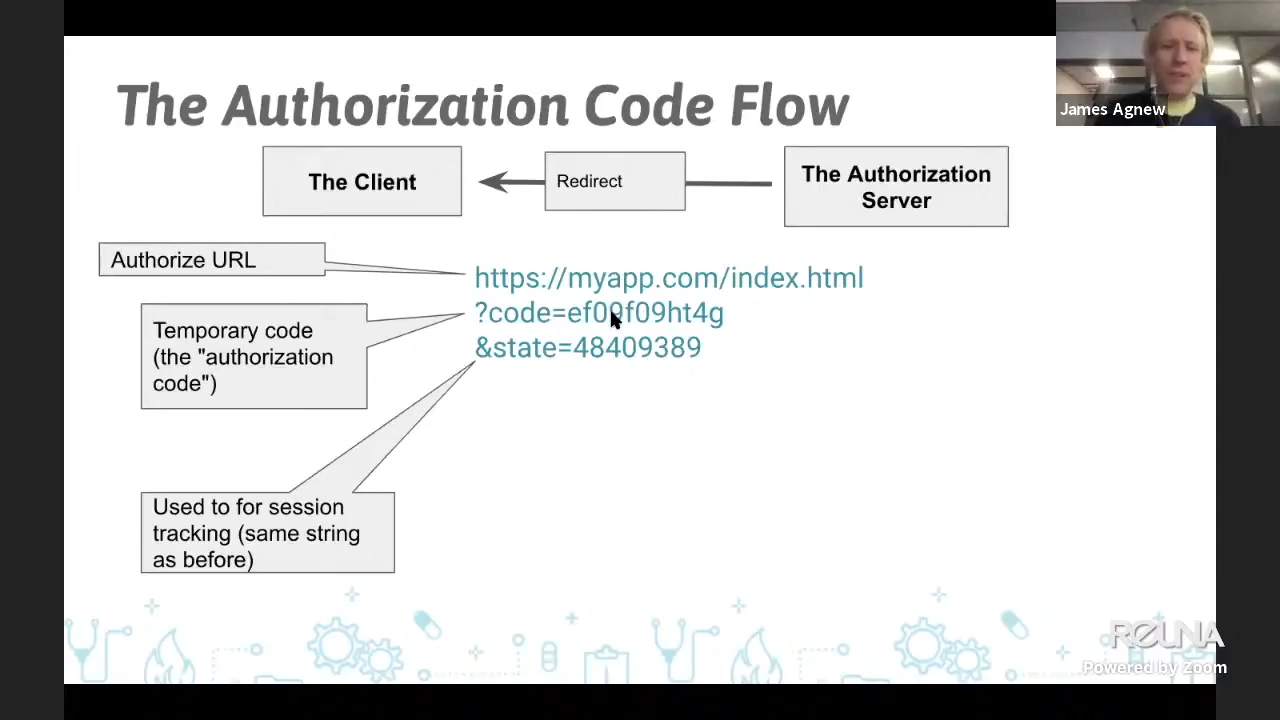 The Authorization Code Flow
James Agnew
The Client
Redirect
The Authorization
Server
Authorize URL
https://myapp.com/index.html
?code=ef09f09ht4g
&state=48409389
Temporary code
(the "authorization
code")
Used to for session
tracking (same string
as before)
REUNA
Powered by Zoom